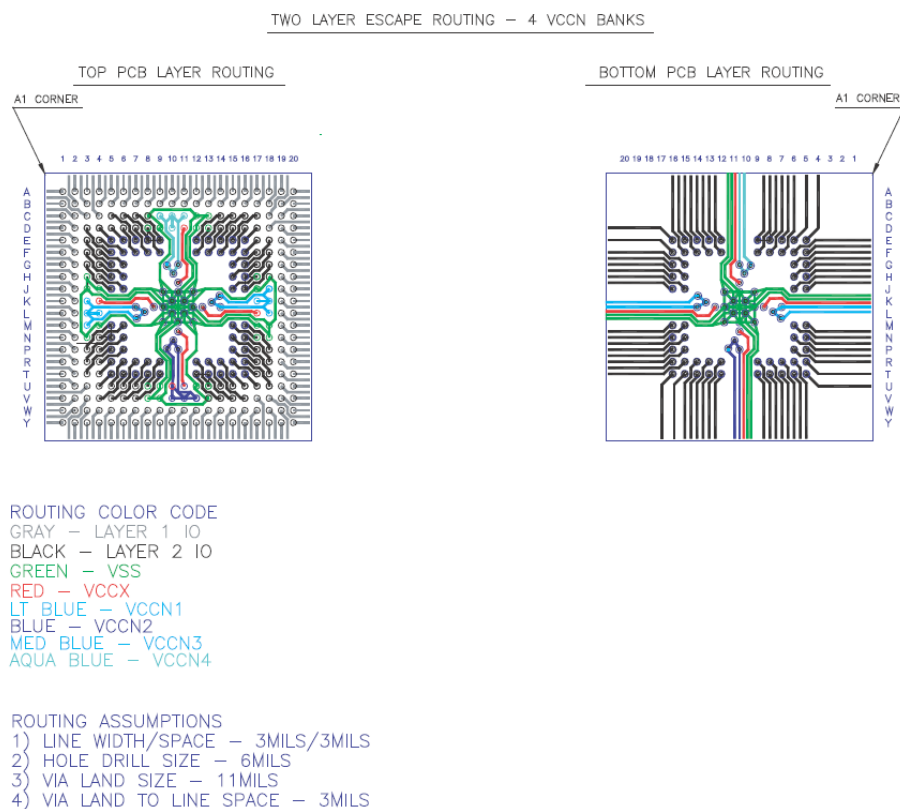 TWO LAYER ESCAPE ROUTING – 4 VCCN BANKS
TOP PCB LAYER ROUTING
BOTTOM PCB LAYER ROUTING
A1 CORNER
A1 CORNER
1 2 3 4 5 6 7 8 9 10 11 12 13 14 15 16 17 18 19 20
20 19 18 17 16 15 14 13 12 11 10 9 8 7 6 5 4 3 2 1
A
B
C
D
E
F
G
H
J
K
L
M
N
P
R
T
U
V
W
Y
A
B
C
D
E
F
G
H
J
K
L
M
N
P
R
T
U
V
W
Y
ROUTING COLOR CODE
GRAY – LAYER 1 IO
BLACK – LAYER 2 IO
GREEN – VSS
RED – VCCX
LT BLUE – VCCN1
BLUE – VCCN2
MED BLUE – VCCN3
AQUA BLUE – VCCN4
ROUTING ASSUMPTIONS
1) LINE WIDTH/SPACE – 3MILS/3MILS
2) HOLE DRILL SIZE – 6MILS
3) VIA LAND SIZE – 11MILS
4) VIA LAND TO LINE SPACE – 3MILS